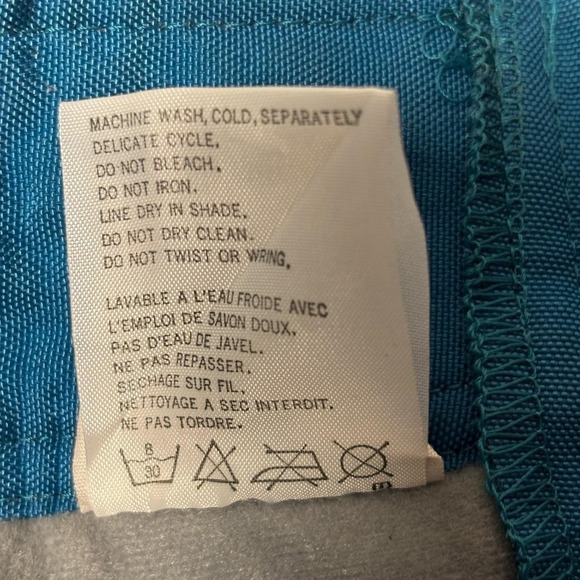 MACHINE WASH, COLD, SEPARATELY
DELICATE CYCLE.
DO NOT BLEACH.
DO NOT IRON.
LINE DRY IN SHADE.
DO NOT DRY CLEAN.
DO NOT TWIST OR WRING.
LAVABLE A L'EAU FROIDE AVEC
L'EMPLOI DE SAVON DOUX.
PAS D'EAU DE JAVEL.
NE PAS REPASSER.
SECHAGE SUR FIL.
NETTOYAGE A SEC INTERDIT.
NE PAS TORDRE.
8
30